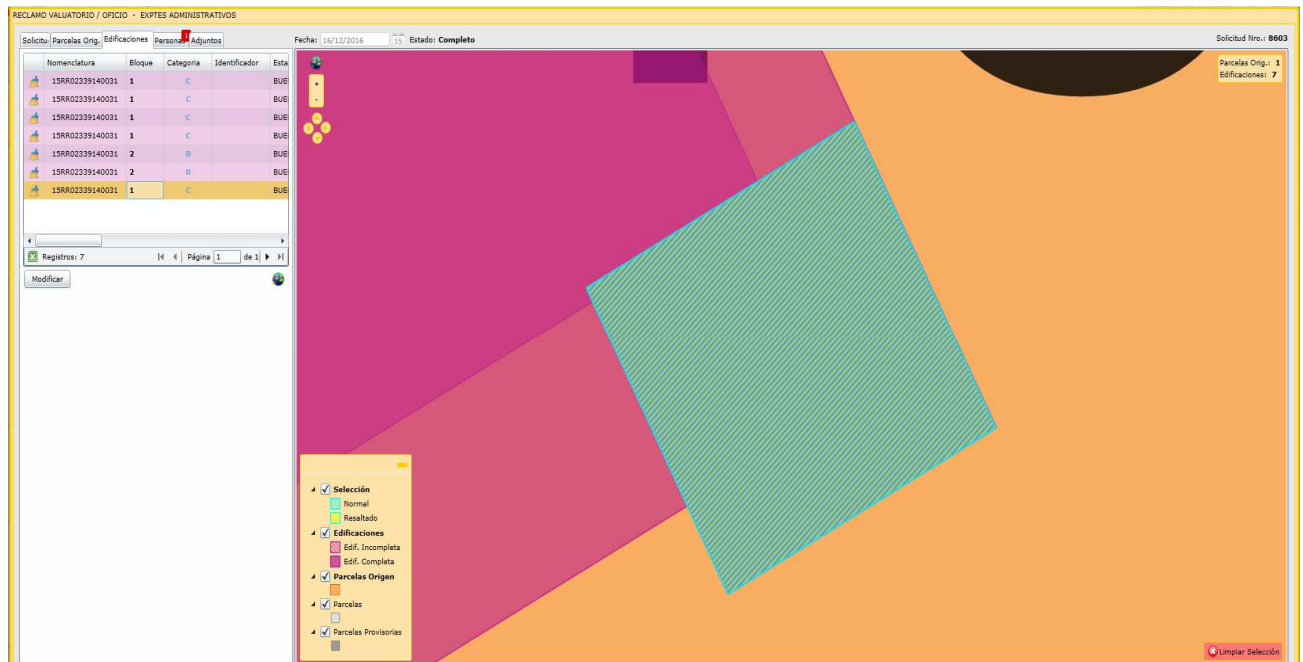 RECLAMO VALUATORIO / OFICIO - EXPTES ADMINISTRATIVOS
Solicitu Parcelas Orig. Edificaciones Personas 1 Adjuntos
Fecha: 16/12/2016 15 Estado: Completo
Solicitud Nro.: 8603
Nomenclatura Bloque Categoria Identificador Esta
15RR02339140031 1 C BUE
15RR02339140031 1 C BUE
15RR02339140031 1 C BUE
15RR02339140031 1 C BUE
15RR02339140031 2 B BUE
15RR02339140031 2 B BUE
15RR02339140031 1 C BUE
Registros: 7 Página 1 de 1
Modificar
+
-
Parcelas Orig.: 1
Edificaciones: 7
Selección
Normal
Resaltado
Edificaciones
Edif. Incompleta
Edif. Completa
Parcelas Origen
Parcelas
Parcelas Provisorias
Limpiar Selección